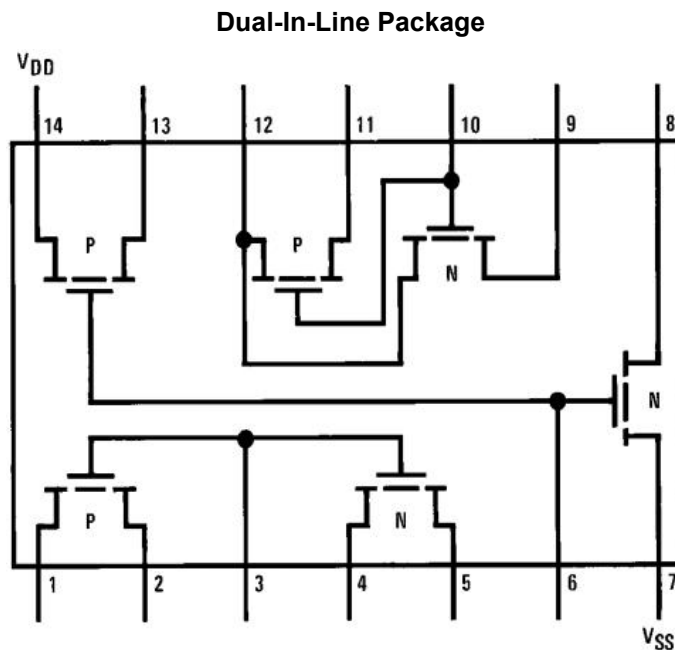 Dual-In-Line Package
VDD
14 13 12 11 10 9 8
P P N
N
P N
1 2 3 4 5 6 7
VSS